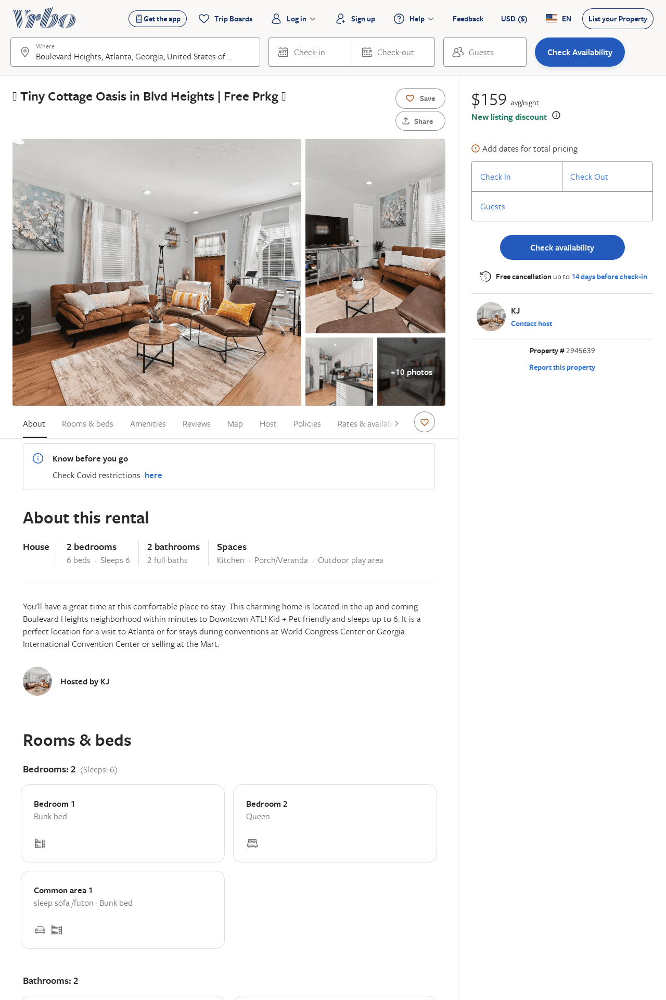 Vrbo
Get the app
Trip Boards
Log in
Sign up
Help
Feedback
USD ($)
EN
List your Property
Where
Boulevard Heights, Atlanta, Georgia, United States of ...
Check-in
Check-out
Guests
Check Availability
Tiny Cottage Oasis in Blvd Heights | Free Prkg
Save
Share
$159 avg/night
New listing discount
Add dates for total pricing
Check In
Check Out
Guests
Check availability
Free cancellation up to 14 days before check-in
KJ
Contact host
Property # 2945639
Report this property
together
+10 photos
About
Rooms & beds
Amenities
Reviews
Map
Host
Policies
Rates & availab
Know before you go
Check Covid restrictions here
About this rental
House
2 bedrooms
6 beds · Sleeps 6
2 bathrooms
2 full baths
Spaces
Kitchen · Porch/Veranda · Outdoor play area
You'll have a great time at this comfortable place to stay. This charming home is located in the up and coming
Boulevard Heights neighborhood within minutes to Downtown ATL! Kid + Pet friendly and sleeps up to 6. It is a
perfect location for a visit to Atlanta or for stays during conventions at World Congress Center or Georgia
International Convention Center or selling at the Mart.
Hosted by KJ
Rooms & beds
Bedrooms: 2 (Sleeps: 6)
Bedroom 1
Bunk bed
Bedroom 2
Queen
Common area 1
sleep sofa /futon · Bunk bed
Bathrooms: 2